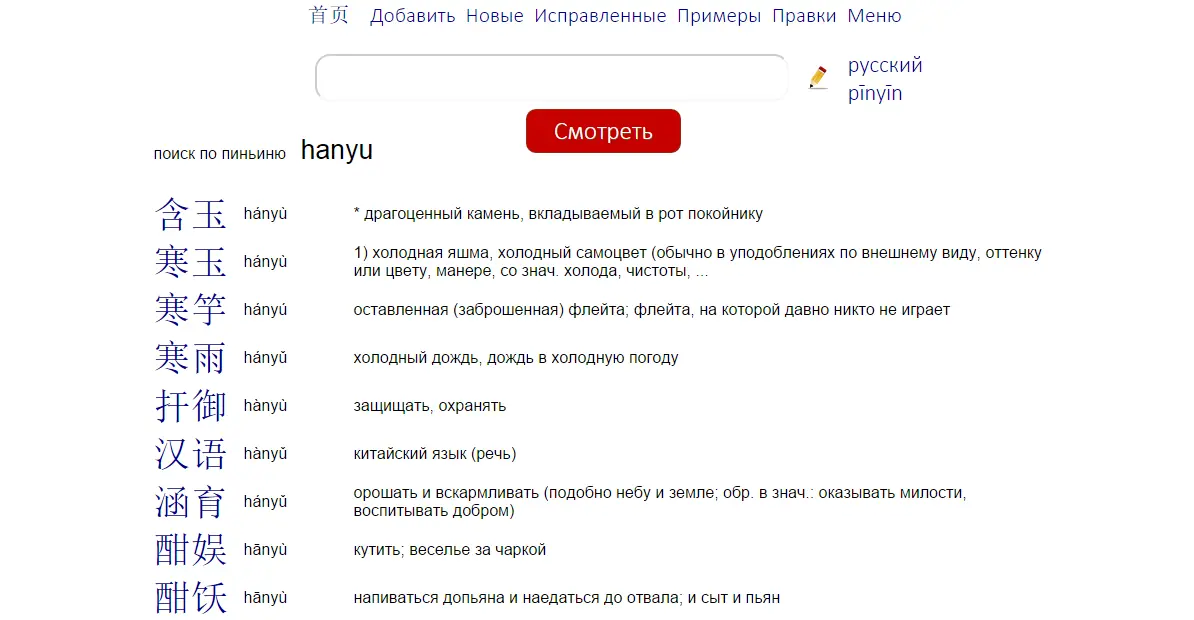 首页 Добавить Новые Исправленные Примеры Правки Меню
русский
pīnyīn
Смотреть
поиск по пиньиню hanyu
含玉 hányù * драгоценный камень, вкладываемый в рот покойнику
寒玉 hányù 1) холодная яшма, холодный самоцвет (обычно в уподоблениях по внешнему виду, оттенку
или цвету, манере, со знач. холода, чистоты, ...
寒竽 hányú оставленная (заброшенная) флейта; флейта, на которой давно никто не играет
寒雨 hányǔ холодный дождь, дождь в холодную погоду
扞御 hànyù защищать, охранять
汉语 hànyǔ китайский язык (речь)
涵育 hányǔ орошать и вскармливать (подобно небу и земле; обр. в знач.: оказывать милости,
воспитывать добром)
酣娱 hānyù кутить; веселье за чаркой
酣饫 hānyù напиваться допьяна и наедаться до отвала; и сыт и пьян